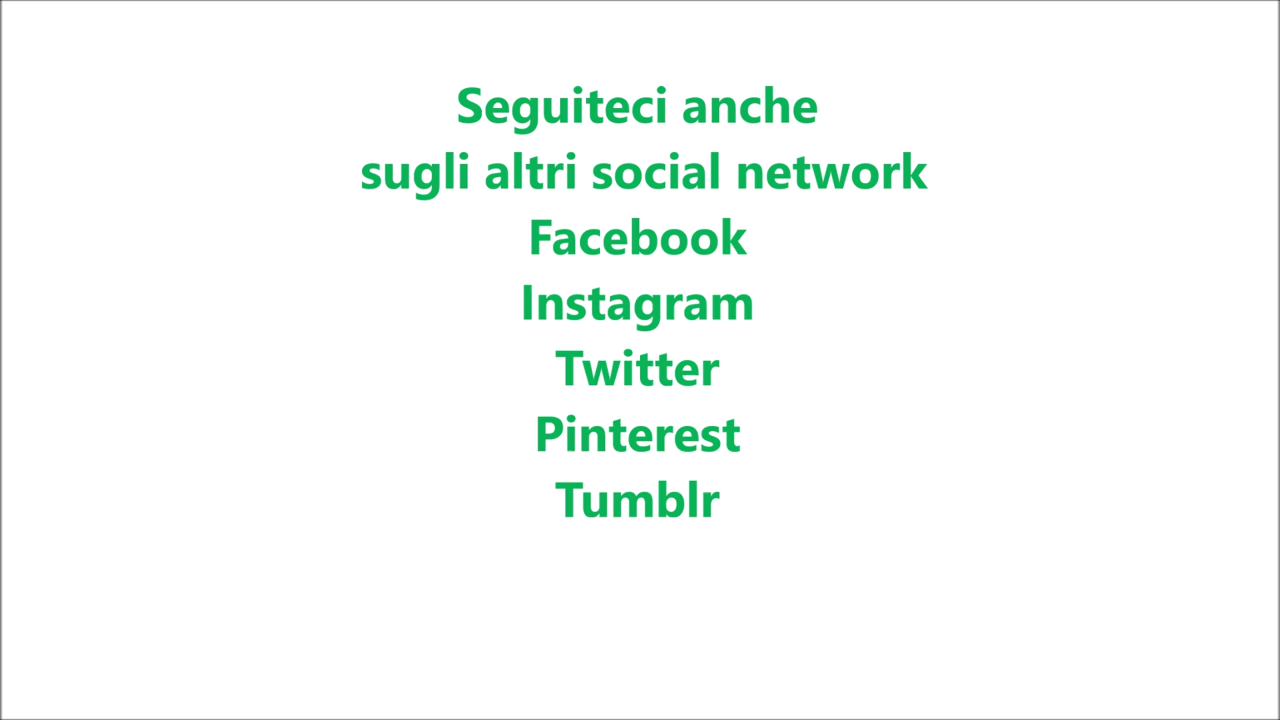 Seguiteci anche
sugli altri social network
Facebook
Instagram
Twitter
Pinterest
Tumblr